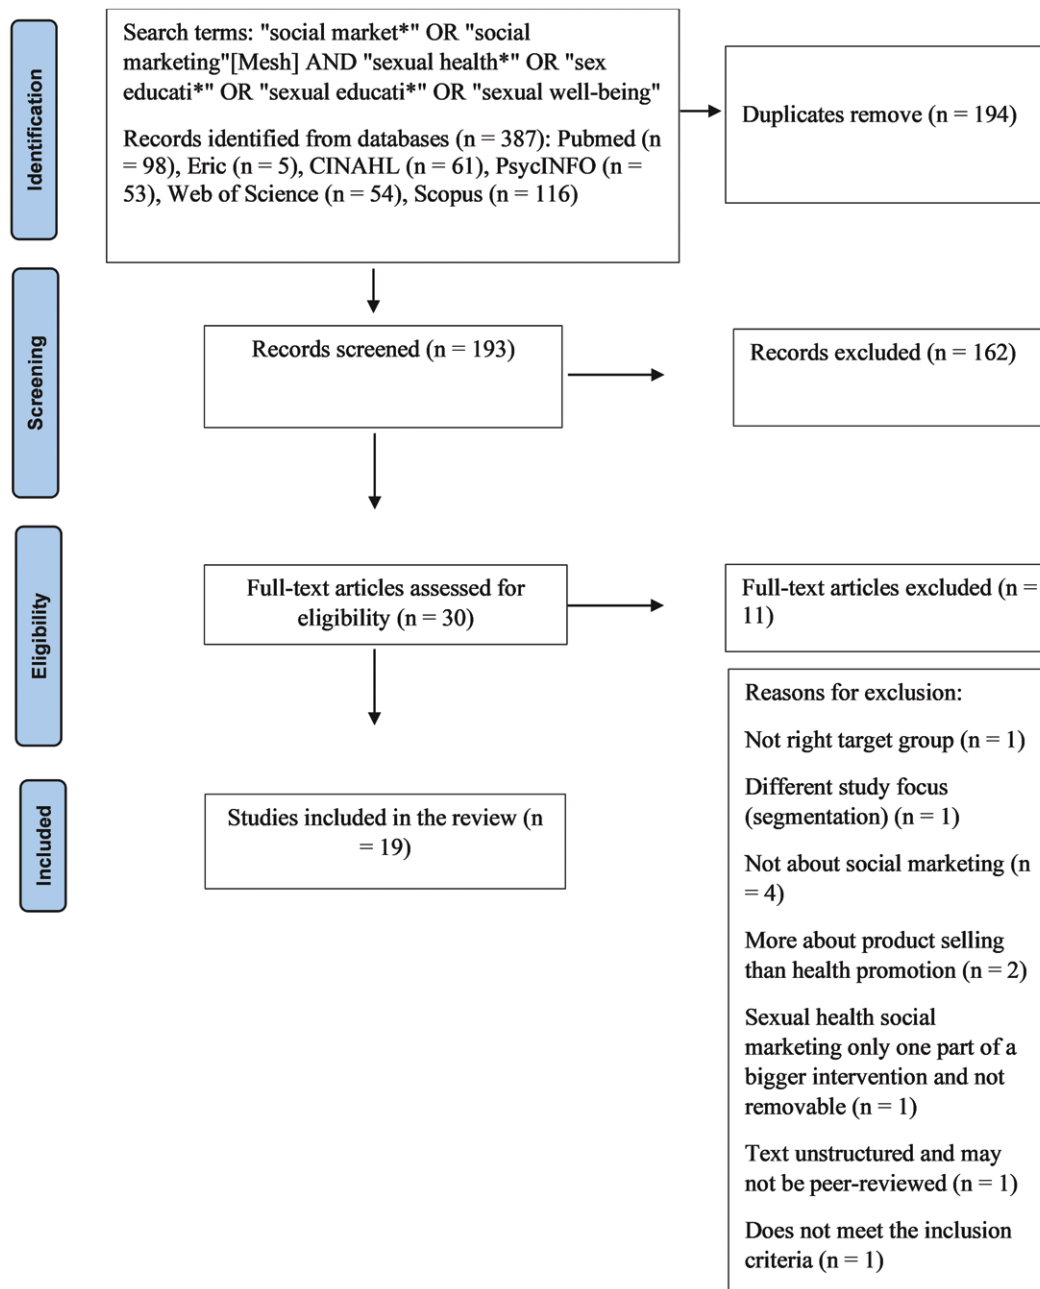 Identification
Search terms: "social market*" OR "social
marketing"[Mesh] AND "sexual health*" OR "sex
educati*" OR "sexual educati*" OR "sexual well-being"
Records identified from databases (n = 387): Pubmed (n
= 98), Eric (n = 5), CINAHL (n = 61), PsycINFO (n =
53), Web of Science (n = 54), Scopus (n = 116)
Duplicates remove (n = 194)
Screening
Records screened (n = 193)
Records excluded (n = 162)
Eligibility
Full-text articles assessed for
eligibility (n = 30)
Full-text articles excluded (n =
11)
Reasons for exclusion:
Not right target group (n = 1)
Different study focus
(segmentation) (n = 1)
Not about social marketing (n
= 4)
More about product selling
than health promotion (n = 2)
Sexual health social
marketing only one part of a
bigger intervention and not
removable (n = 1)
Text unstructured and may
not be peer-reviewed (n = 1)
Does not meet the inclusion
criteria (n = 1)
Included
Studies included in the review (n
= 19)